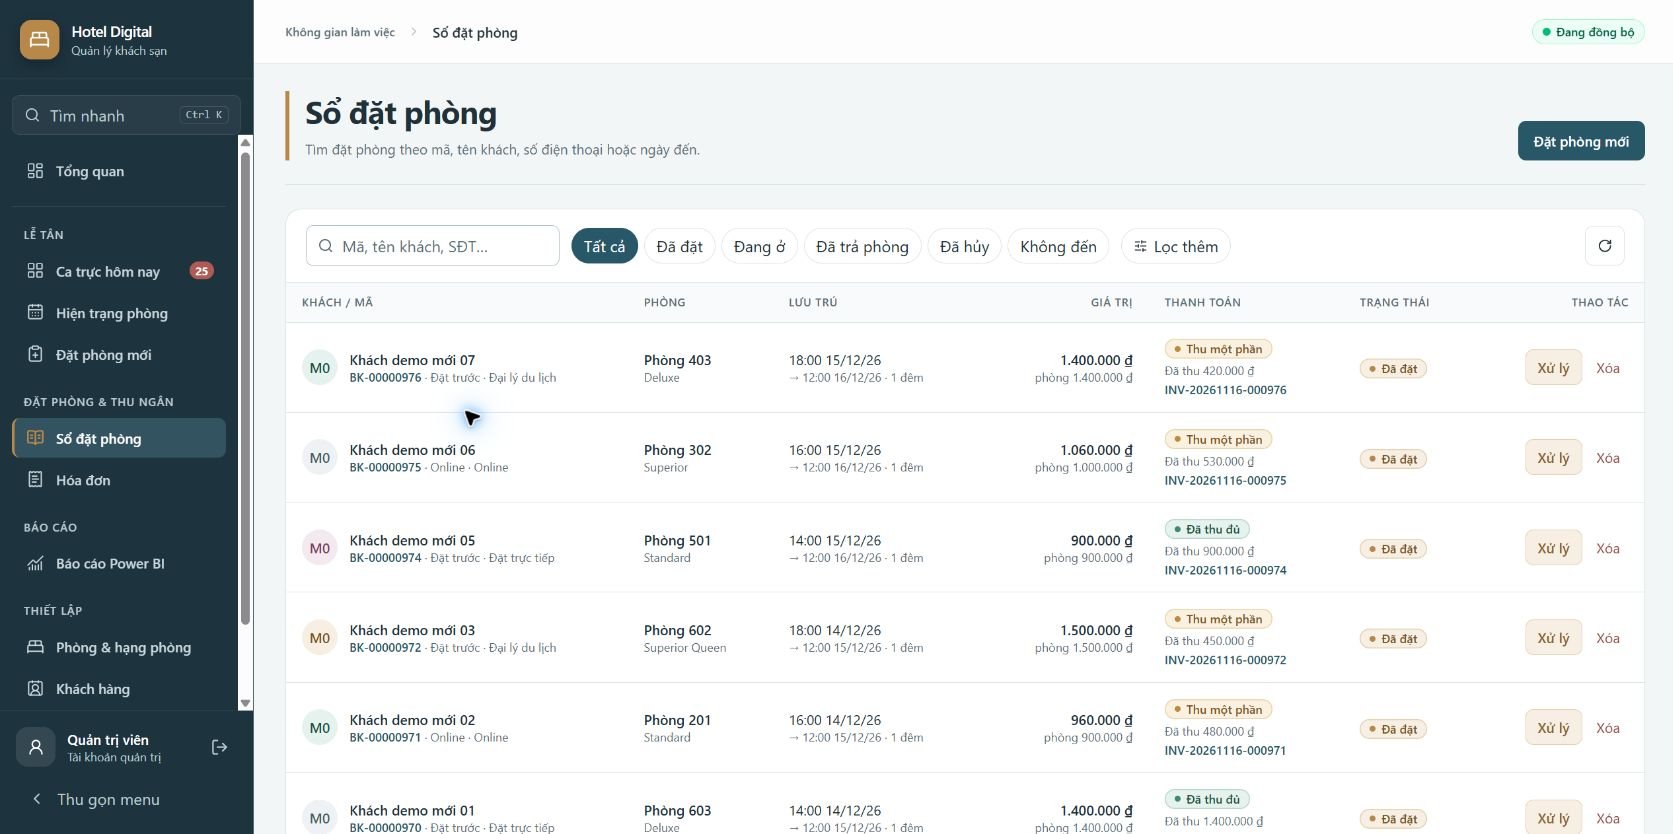 Hotel Digital
Quản lý khách sạn
Tìm nhanh
Ctrl K
Tổng quan
LỄ TÂN
Ca trực hôm nay
25
Hiện trạng phòng
Đặt phòng mới
ĐẶT PHÒNG & THU NGÂN
Sổ đặt phòng
Hóa đơn
BÁO CÁO
Báo cáo Power BI
THIẾT LẬP
Phòng & hạng phòng
Khách hàng
Quản trị viên
Tài khoản quản trị
Thu gọn menu
Không gian làm việc
Sổ đặt phòng
Đang đồng bộ
Sổ đặt phòng
Tìm đặt phòng theo mã, tên khách, số điện thoại hoặc ngày đến.
Đặt phòng mới
Mã, tên khách, SĐT...
Tất cả
Đã đặt
Đang ở
Đã trả phòng
Đã hủy
Không đến
Lọc thêm
KHÁCH / MÃ
PHÒNG
LƯU TRÚ
GIÁ TRỊ
THANH TOÁN
TRẠNG THÁI
THAO TÁC
M0
Khách demo mới 07
BK-00000976 · Đặt trước · Đại lý du lịch
Phòng 403
Deluxe
18:00 15/12/26
→ 12:00 16/12/26 · 1 đêm
1.400.000 ₫
phòng 1.400.000 ₫
Thu một phần
Đã thu 420.000 ₫
INV-20261116-000976
Đã đặt
Xử lý
Xóa
M0
Khách demo mới 06
BK-00000975 · Online · Online
Phòng 302
Superior
16:00 15/12/26
→ 12:00 16/12/26 · 1 đêm
1.060.000 ₫
phòng 1.000.000 ₫
Thu một phần
Đã thu 530.000 ₫
INV-20261116-000975
Đã đặt
Xử lý
Xóa
M0
Khách demo mới 05
BK-00000974 · Đặt trước · Đặt trực tiếp
Phòng 501
Standard
14:00 15/12/26
→ 12:00 16/12/26 · 1 đêm
900.000 ₫
phòng 900.000 ₫
Đã thu đủ
Đã thu 900.000 ₫
INV-20261116-000974
Đã đặt
Xử lý
Xóa
M0
Khách demo mới 03
BK-00000972 · Đặt trước · Đại lý du lịch
Phòng 602
Superior Queen
18:00 14/12/26
→ 12:00 15/12/26 · 1 đêm
1.500.000 ₫
phòng 1.500.000 ₫
Thu một phần
Đã thu 450.000 ₫
INV-20261116-000972
Đã đặt
Xử lý
Xóa
M0
Khách demo mới 02
BK-00000971 · Online · Online
Phòng 201
Standard
16:00 14/12/26
→ 12:00 15/12/26 · 1 đêm
960.000 ₫
phòng 900.000 ₫
Thu một phần
Đã thu 480.000 ₫
INV-20261116-000971
Đã đặt
Xử lý
Xóa
M0
Khách demo mới 01
BK-00000970 · Đặt trước · Đặt trực tiếp
Phòng 603
Deluxe
14:00 14/12/26
→ 12:00 15/12/26 · 1 đêm
1.400.000 ₫
phòng 1.400.000 ₫
Đã thu đủ
Đã thu 1.400.000 ₫
Đã đặt
Xử lý
Xóa